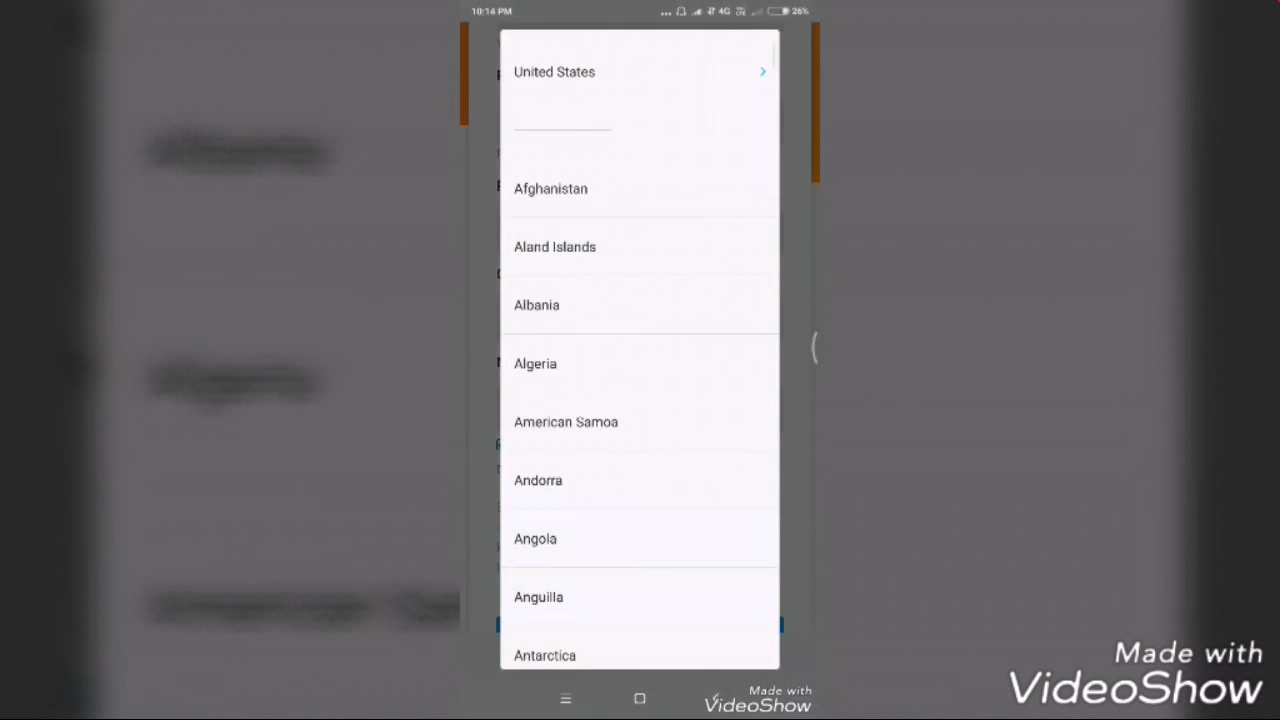 10:14 PM
4G
26%
United States
Afghanistan
Aland Islands
Albania
Algeria
American Samoa
Andorra
Angola
Anguilla
Antarctica
Made with
VideoShow
Made with
VideoShow